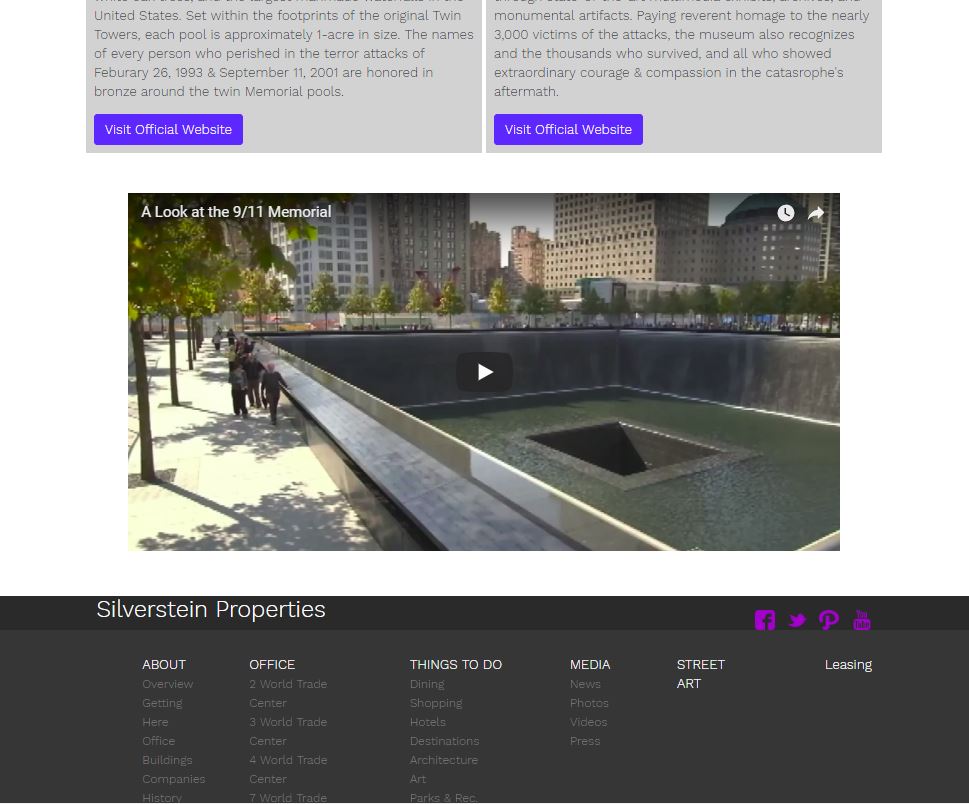 United States. Set within the footprints of the original Twin
Towers, each pool is approximately 1-acre in size. The names
of every person who perished in the terror attacks of
Feburary 26, 1993 & September 11, 2001 are honored in
bronze around the twin Memorial pools.
Visit Official Website
monumental artifacts. Paying reverent homage to the nearly
3,000 victims of the attacks, the museum also recognizes
and the thousands who survived, and all who showed
extraordinary courage & compassion in the catasrophe's
aftermath.
Visit Official Website
A Look at the 9/11 Memorial
Silverstein Properties
You
Tube
ABOUT
Overview
Getting
Here
Office
Buildings
Companies
History
OFFICE
2 World Trade
Center
3 World Trade
Center
4 World Trade
Center
7 World Trade
THINGS TO DO
Dining
Shopping
Hotels
Destinations
Architecture
Art
Parks & Rec.
MEDIA
News
Photos
Videos
Press
STREET
ART
Leasing